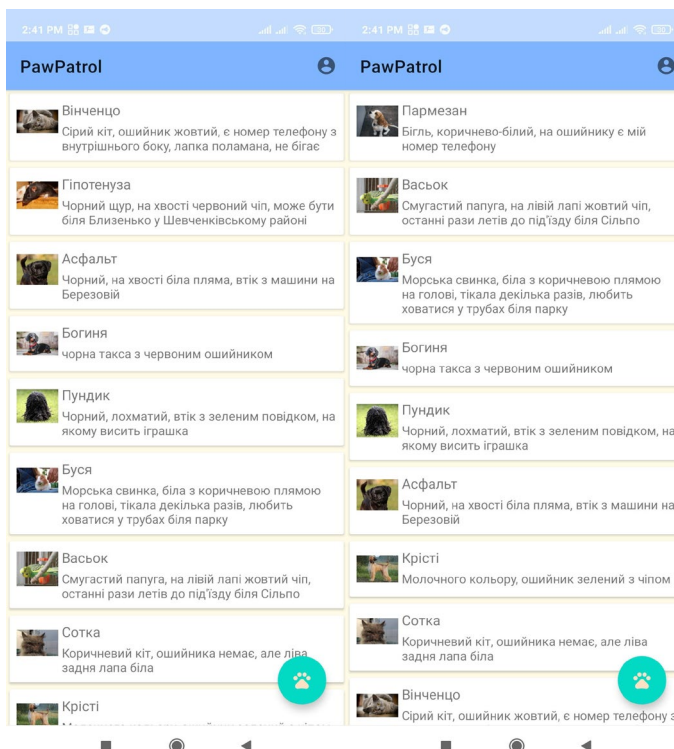 2:41 PM
PawPatrol
Вінченцо
Сірий кіт, ошийник жовтий, є номер телефону з
внутрішнього боку, лапка поламана, не бігає
Гіпотенуза
Чорний щур, на хвості червоний чіп, може бути
біля Близенько у Шевченківському районі
Асфальт
Чорний, на хвості біла пляма, втік з машини на
Березовій
Богиня
чорна такса з червоним ошийником
Пундик
Чорний, лохматий, втік з зеленим повідком, на
якому висить іграшка
Буся
Морська свинка, біла з коричневою плямою
на голові, тікала декілька разів, любить
ховатися у трубах біля парку
Васьок
Смугастий папуга, на лівій лапі жовтий чіп,
останні рази летів до під'їзду біля Сільпо
Сотка
Коричневий кіт, ошийника немає, але ліва
задня лапа біла
Крісті
2:41 PM
PawPatrol
Пармезан
Бігль, коричнево-білий, на ошийнику є мій
номер телефону
Васьок
Смугастий папуга, на лівій лапі жовтий чіп,
останні рази летів до під'їзду біля Сільпо
Буся
Морська свинка, біла з коричневою плямою
на голові, тікала декілька разів, любить
ховатися у трубах біля парку
Богиня
чорна такса з червоним ошийником
Пундик
Чорний, лохматий, втік з зеленим повідком, на
якому висить іграшка
Асфальт
Чорний, на хвості біла пляма, втік з машини на
Березовій
Крісті
Молочного кольору, ошийник зелений з чіпом
Сотка
Коричневий кіт, ошийника немає, але ліва
задня лапа біла
Вінченцо
Сірий кіт, ошийник жовтий, є номер телефону з